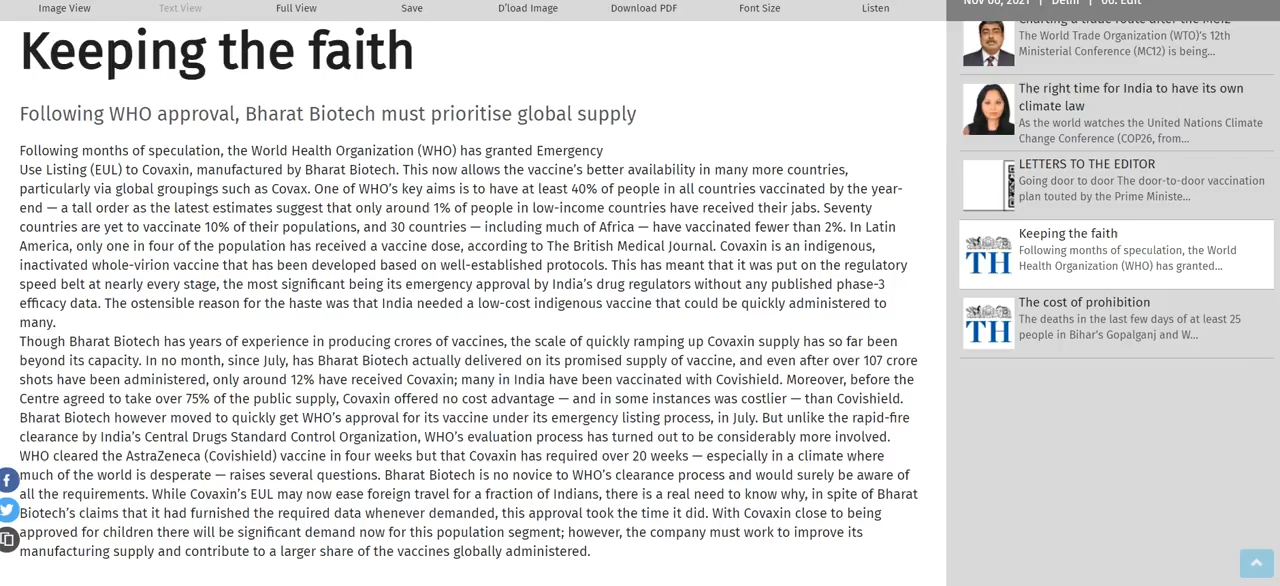 Image View
Text View
Full View
Save
D'load Image
Download PDF
Font Size
Listen
Nov 06, 2021 | Delhi | 06. Edit
Keeping the faith
Following WHO approval, Bharat Biotech must prioritise global supply
Following months of speculation, the World Health Organization (WHO) has granted Emergency
Use Listing (EUL) to Covaxin, manufactured by Bharat Biotech. This now allows the vaccine's better availability in many more countries,
particularly via global groupings such as Covax. One of WHO's key aims is to have at least 40% of people in all countries vaccinated by the year-
end — a tall order as the latest estimates suggest that only around 1% of people in low-income countries have received their jabs. Seventy
countries are yet to vaccinate 10% of their populations, and 30 countries — including much of Africa — have vaccinated fewer than 2%. In Latin
America, only one in four of the population has received a vaccine dose, according to The British Medical Journal. Covaxin is an indigenous,
inactivated whole-virion vaccine that has been developed based on well-established protocols. This has meant that it was put on the regulatory
speed belt at nearly every stage, the most significant being its emergency approval by India's drug regulators without any published phase-3
efficacy data. The ostensible reason for the haste was that India needed a low-cost indigenous vaccine that could be quickly administered to
many.
Though Bharat Biotech has years of experience in producing crores of vaccines, the scale of quickly ramping up Covaxin supply has so far been
beyond its capacity. In no month, since July, has Bharat Biotech actually delivered on its promised supply of vaccine, and even after over 107 crore
shots have been administered, only around 12% have received Covaxin; many in India have been vaccinated with Covishield. Moreover, before the
Centre agreed to take over 75% of the public supply, Covaxin offered no cost advantage — and in some instances was costlier — than Covishield.
Bharat Biotech however moved to quickly get WHO's approval for its vaccine under its emergency listing process, in July. But unlike the rapid-fire
clearance by India's Central Drugs Standard Control Organization, WHO's evaluation process has turned out to be considerably more involved.
WHO cleared the AstraZeneca (Covishield) vaccine in four weeks but that Covaxin has required over 20 weeks — especially in a climate where
much of the world is desperate — raises several questions. Bharat Biotech is no novice to WHO's clearance process and would surely be aware of
all the requirements. While Covaxin's EUL may now ease foreign travel for a fraction of Indians, there is a real need to know why, in spite of Bharat
Biotech's claims that it had furnished the required data whenever demanded, this approval took the time it did. With Covaxin close to being
approved for children there will be significant demand now for this population segment; however, the company must work to improve its
manufacturing supply and contribute to a larger share of the vaccines globally administered.
Charting a trade route after the MC12
The World Trade Organization (WTO)'s 12th
Ministerial Conference (MC12) is being...
The right time for India to have its own
climate law
As the world watches the United Nations Climate
Change Conference (COP26, from...
LETTERS TO THE EDITOR
Going door to door The door-to-door vaccination
plan touted by the Prime Ministe...
TH
Keeping the faith
Following months of speculation, the World
Health Organization (WHO) has granted...
TH
The cost of prohibition
The deaths in the last few days of at least 25
people in Bihar's Gopalganj and W...